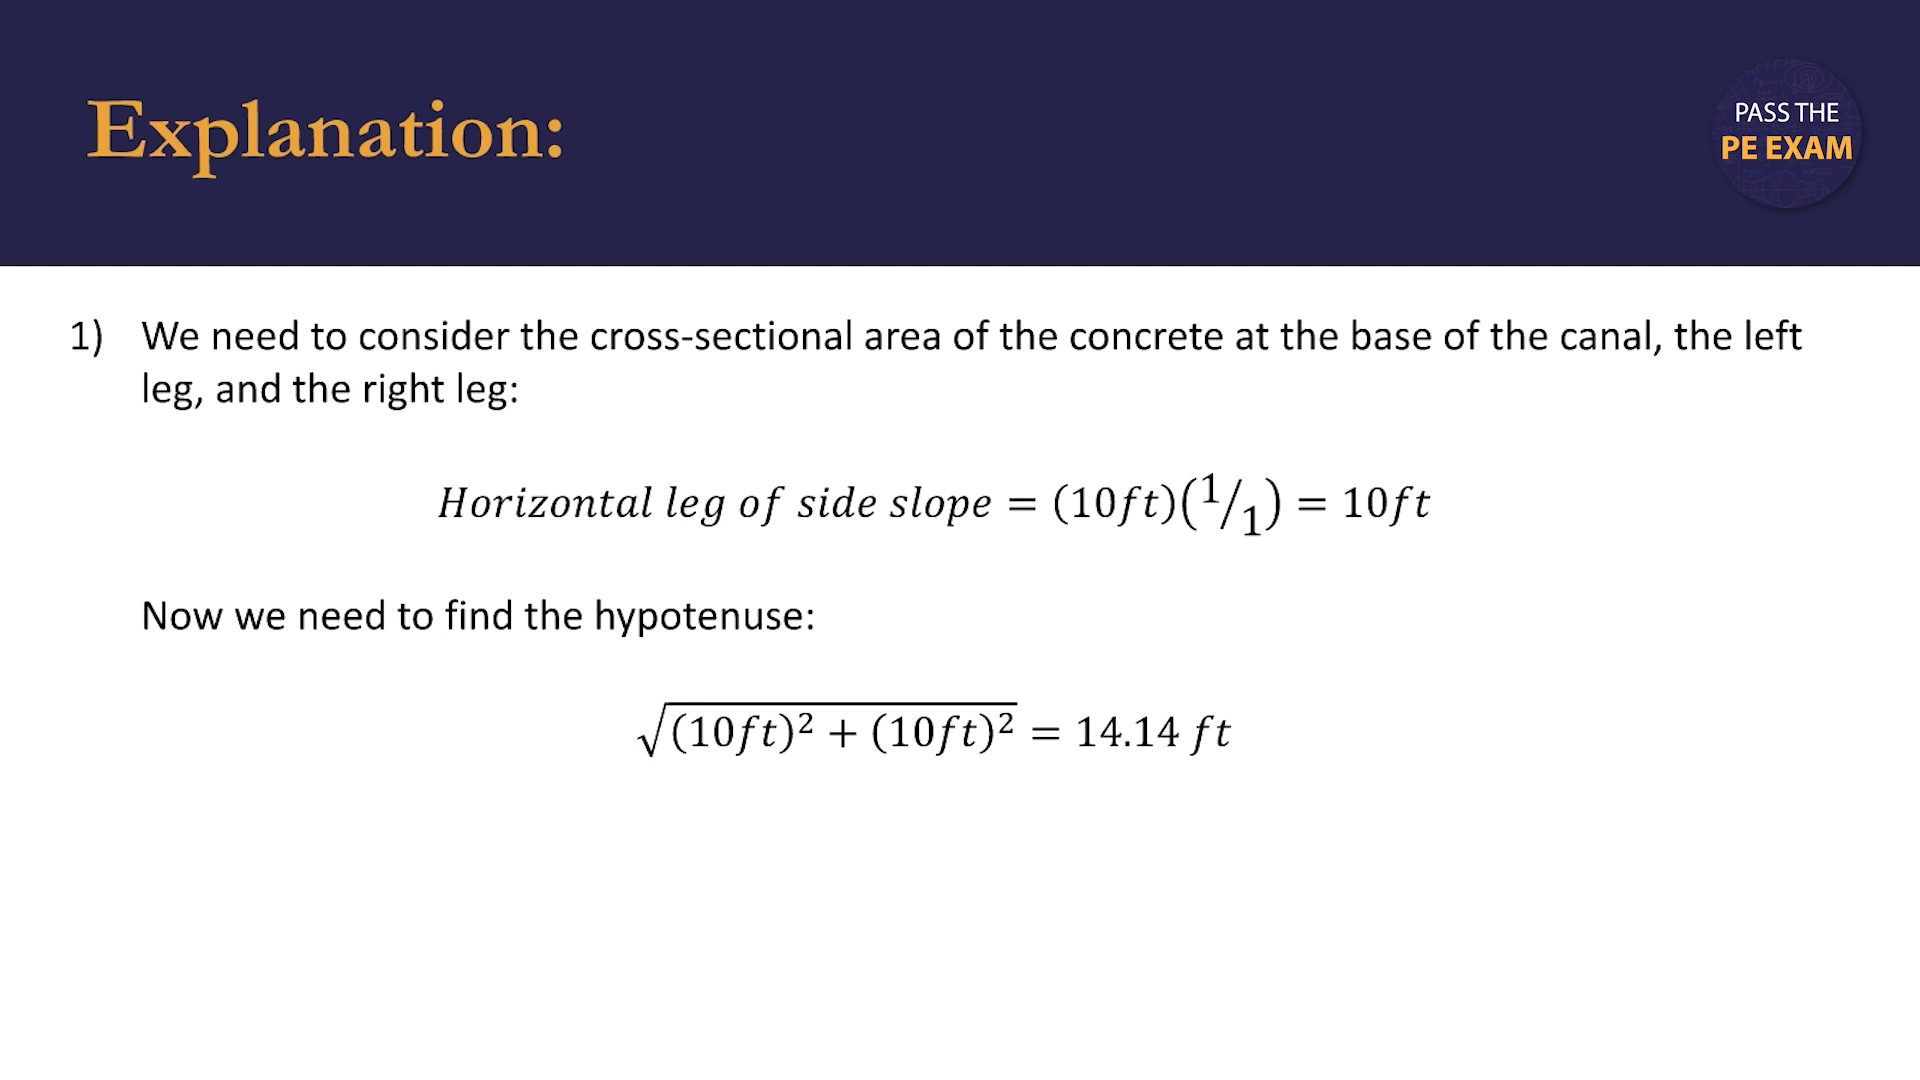 Explanation:
PASS THE
PE EXAM
1) We need to consider the cross-sectional area of the concrete at the base of the canal, the left
leg, and the right leg:
Horizontal leg of side slope = (10ft)(1/1) = 10ft
Now we need to find the hypotenuse:
√(10ft)² + (10ft)² = 14.14 ft